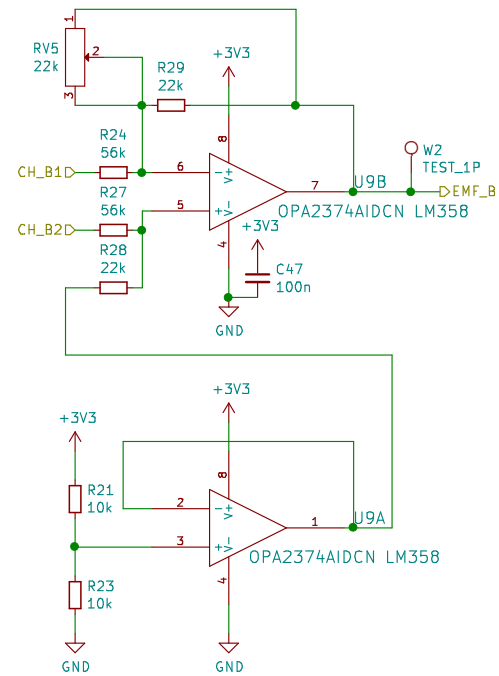 1
RV5
22k
2
3
R29
22k
+3V3
8
R24
56k
CH_B1
6
-
V+
R27
56k
CH_B2
5
+
V-
7
U9B
OPA2374AIDCN LM358
W2
TEST_1P
EMF_B
4
+3V3
R28
22k
C47
100n
GND
+3V3
+3V3
8
R21
10k
2
-
V+
1
U9A
3
+
V-
OPA2374AIDCN LM358
R23
10k
4
GND
GND